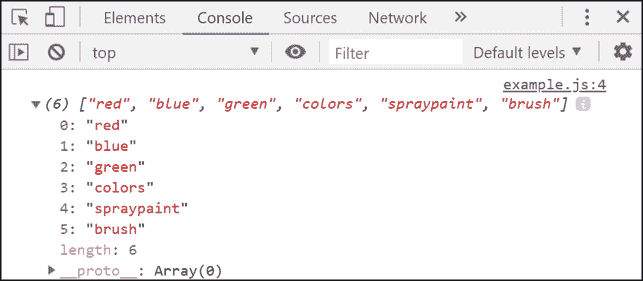 Elements Console Sources Network »
top Filter Default levels
example.js:4
(6) ["red", "blue", "green", "colors", "spraypaint", "brush"]
0: "red"
1: "blue"
2: "green"
3: "colors"
4: "spraypaint"
5: "brush"
length: 6
__proto__: Array(0)